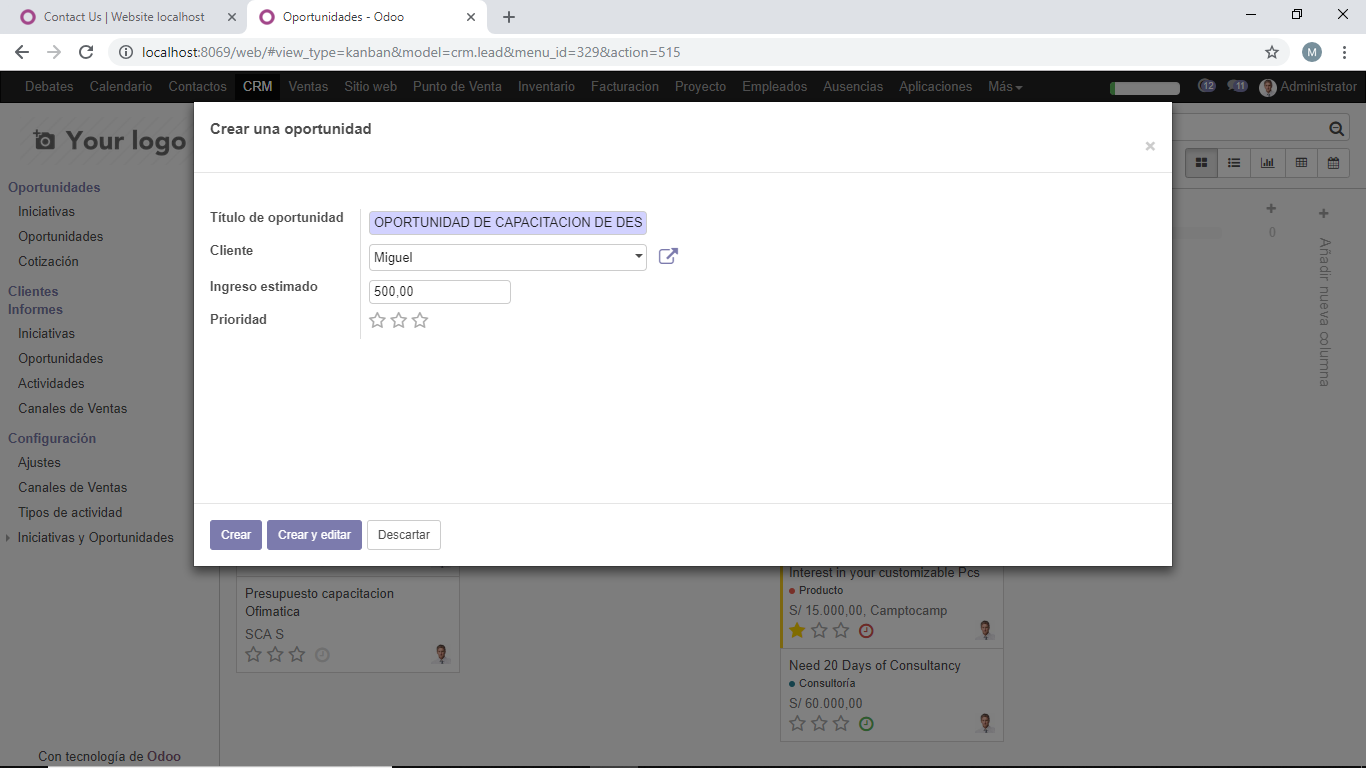 Contact Us | Website localhost
Oportunidades - Odoo
localhost:8069/web/#view_type=kanban&model=crm.lead&menu_id=329&action=515
M
Debates Calendario Contactos CRM Ventas Sitio web Punto de Venta Inventario Facturacion Proyecto Empleados Ausencias Aplicaciones Más 12 11 Administrator
Your logo
Oportunidades
Iniciativas
Oportunidades
Cotización
Clientes
Informes
Iniciativas
Oportunidades
Actividades
Canales de Ventas
Configuración
Ajustes
Canales de Ventas
Tipos de actividad
Iniciativas y Oportunidades
Con tecnología de Odoo
Crear una oportunidad
Título de oportunidad OPORTUNIDAD DE CAPACITACION DE DES
Cliente Miguel
Ingreso estimado 500,00
Prioridad
Crear Crear y editar Descartar
0
Añadir nueva columna
Presupuesto capacitacion
Ofimatica
SCA S
Interest in your customizable Pcs
Producto
S/ 15.000,00, Camptocamp
Need 20 Days of Consultancy
Consultoría
S/ 60.000,00